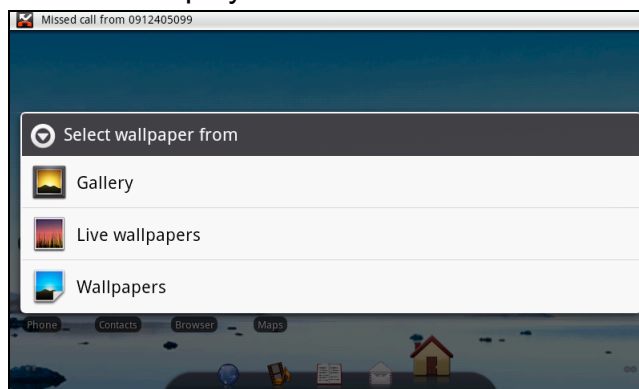 Missed call from 0912405099
Select wallpaper from
Gallery
Live wallpapers
Wallpapers
Phone Contacts Browser Maps